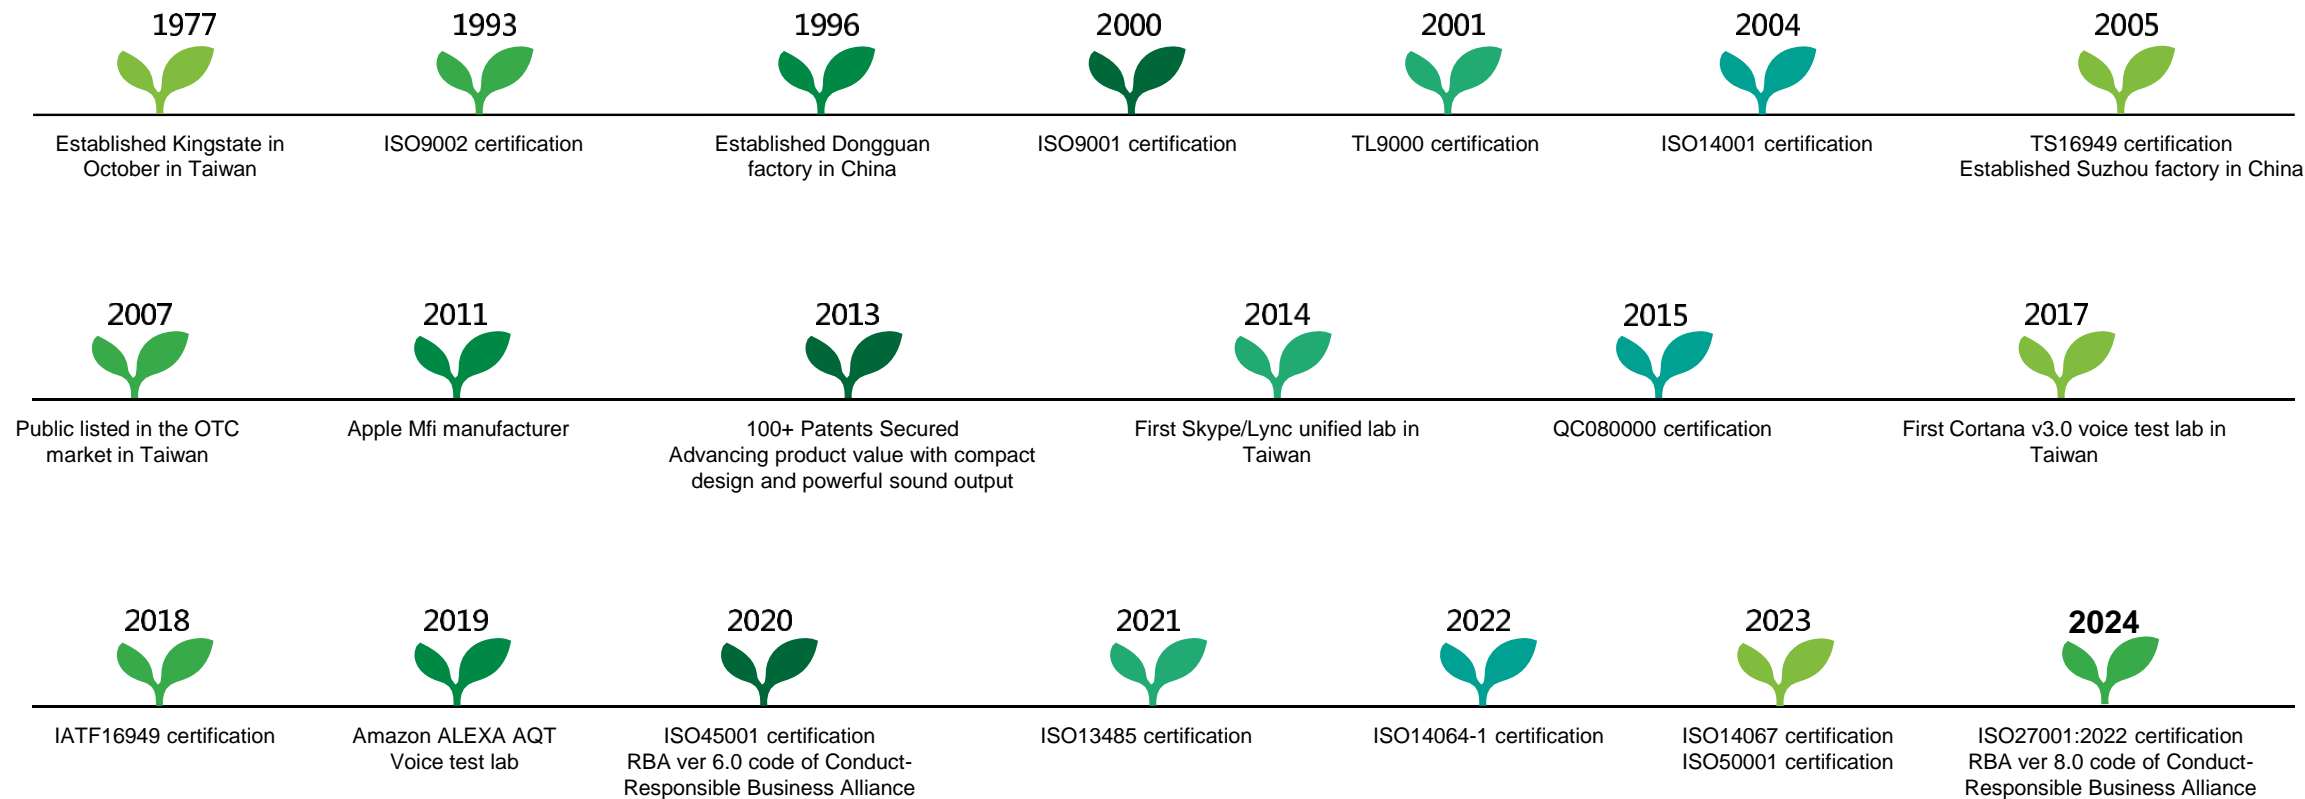 1977
Established Kingstate in
October in Taiwan
1993
ISO9002 certification
1996
Established Dongguan
factory in China
2000
ISO9001 certification
2001
TL9000 certification
2004
ISO14001 certification
2005
TS16949 certification
Established Suzhou factory in China
2007
Public listed in the OTC
market in Taiwan
2011
Apple Mfi manufacturer
2013
100+ Patents Secured
Advancing product value with compact
design and powerful sound output
2014
First Skype/Lync unified lab in
Taiwan
2015
QC080000 certification
2017
First Cortana v3.0 voice test lab in
Taiwan
2018
IATF16949 certification
2019
Amazon ALEXA AQT
Voice test lab
2020
ISO45001 certification
RBA ver 6.0 code of Conduct-
Responsible Business Alliance
2021
ISO13485 certification
2022
ISO14064-1 certification
2023
ISO14067 certification
ISO50001 certification
2024
ISO27001:2022 certification
RBA ver 8.0 code of Conduct-
Responsible Business Alliance